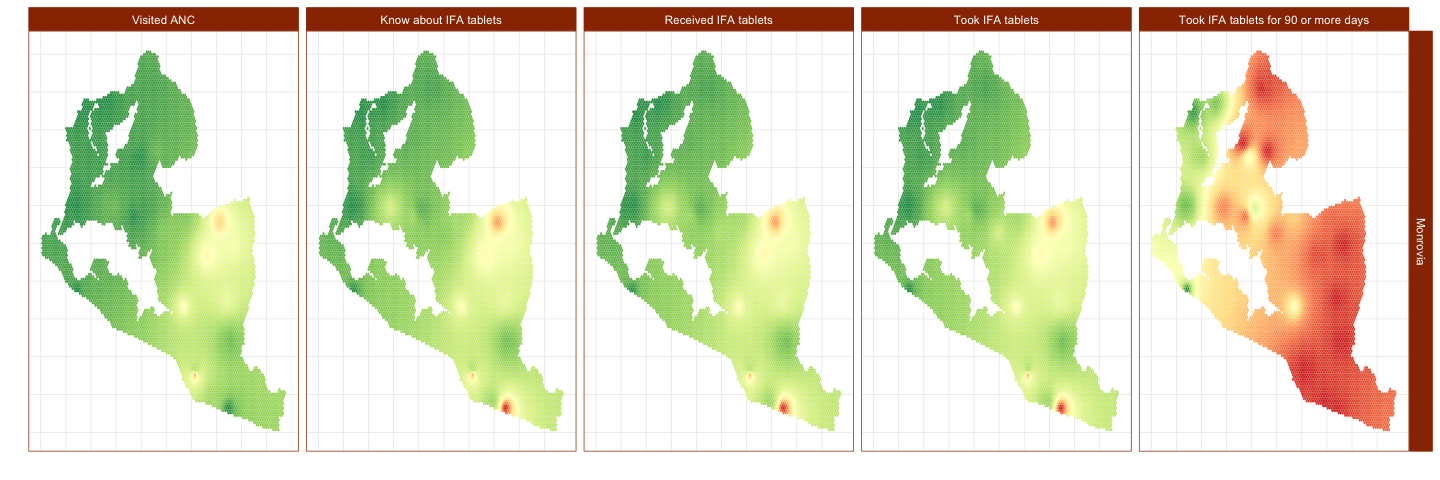 Visited ANC
Know about IFA tablets
Received IFA tablets
Took IFA tablets
Took IFA tablets for 90 or more days
Monrovia